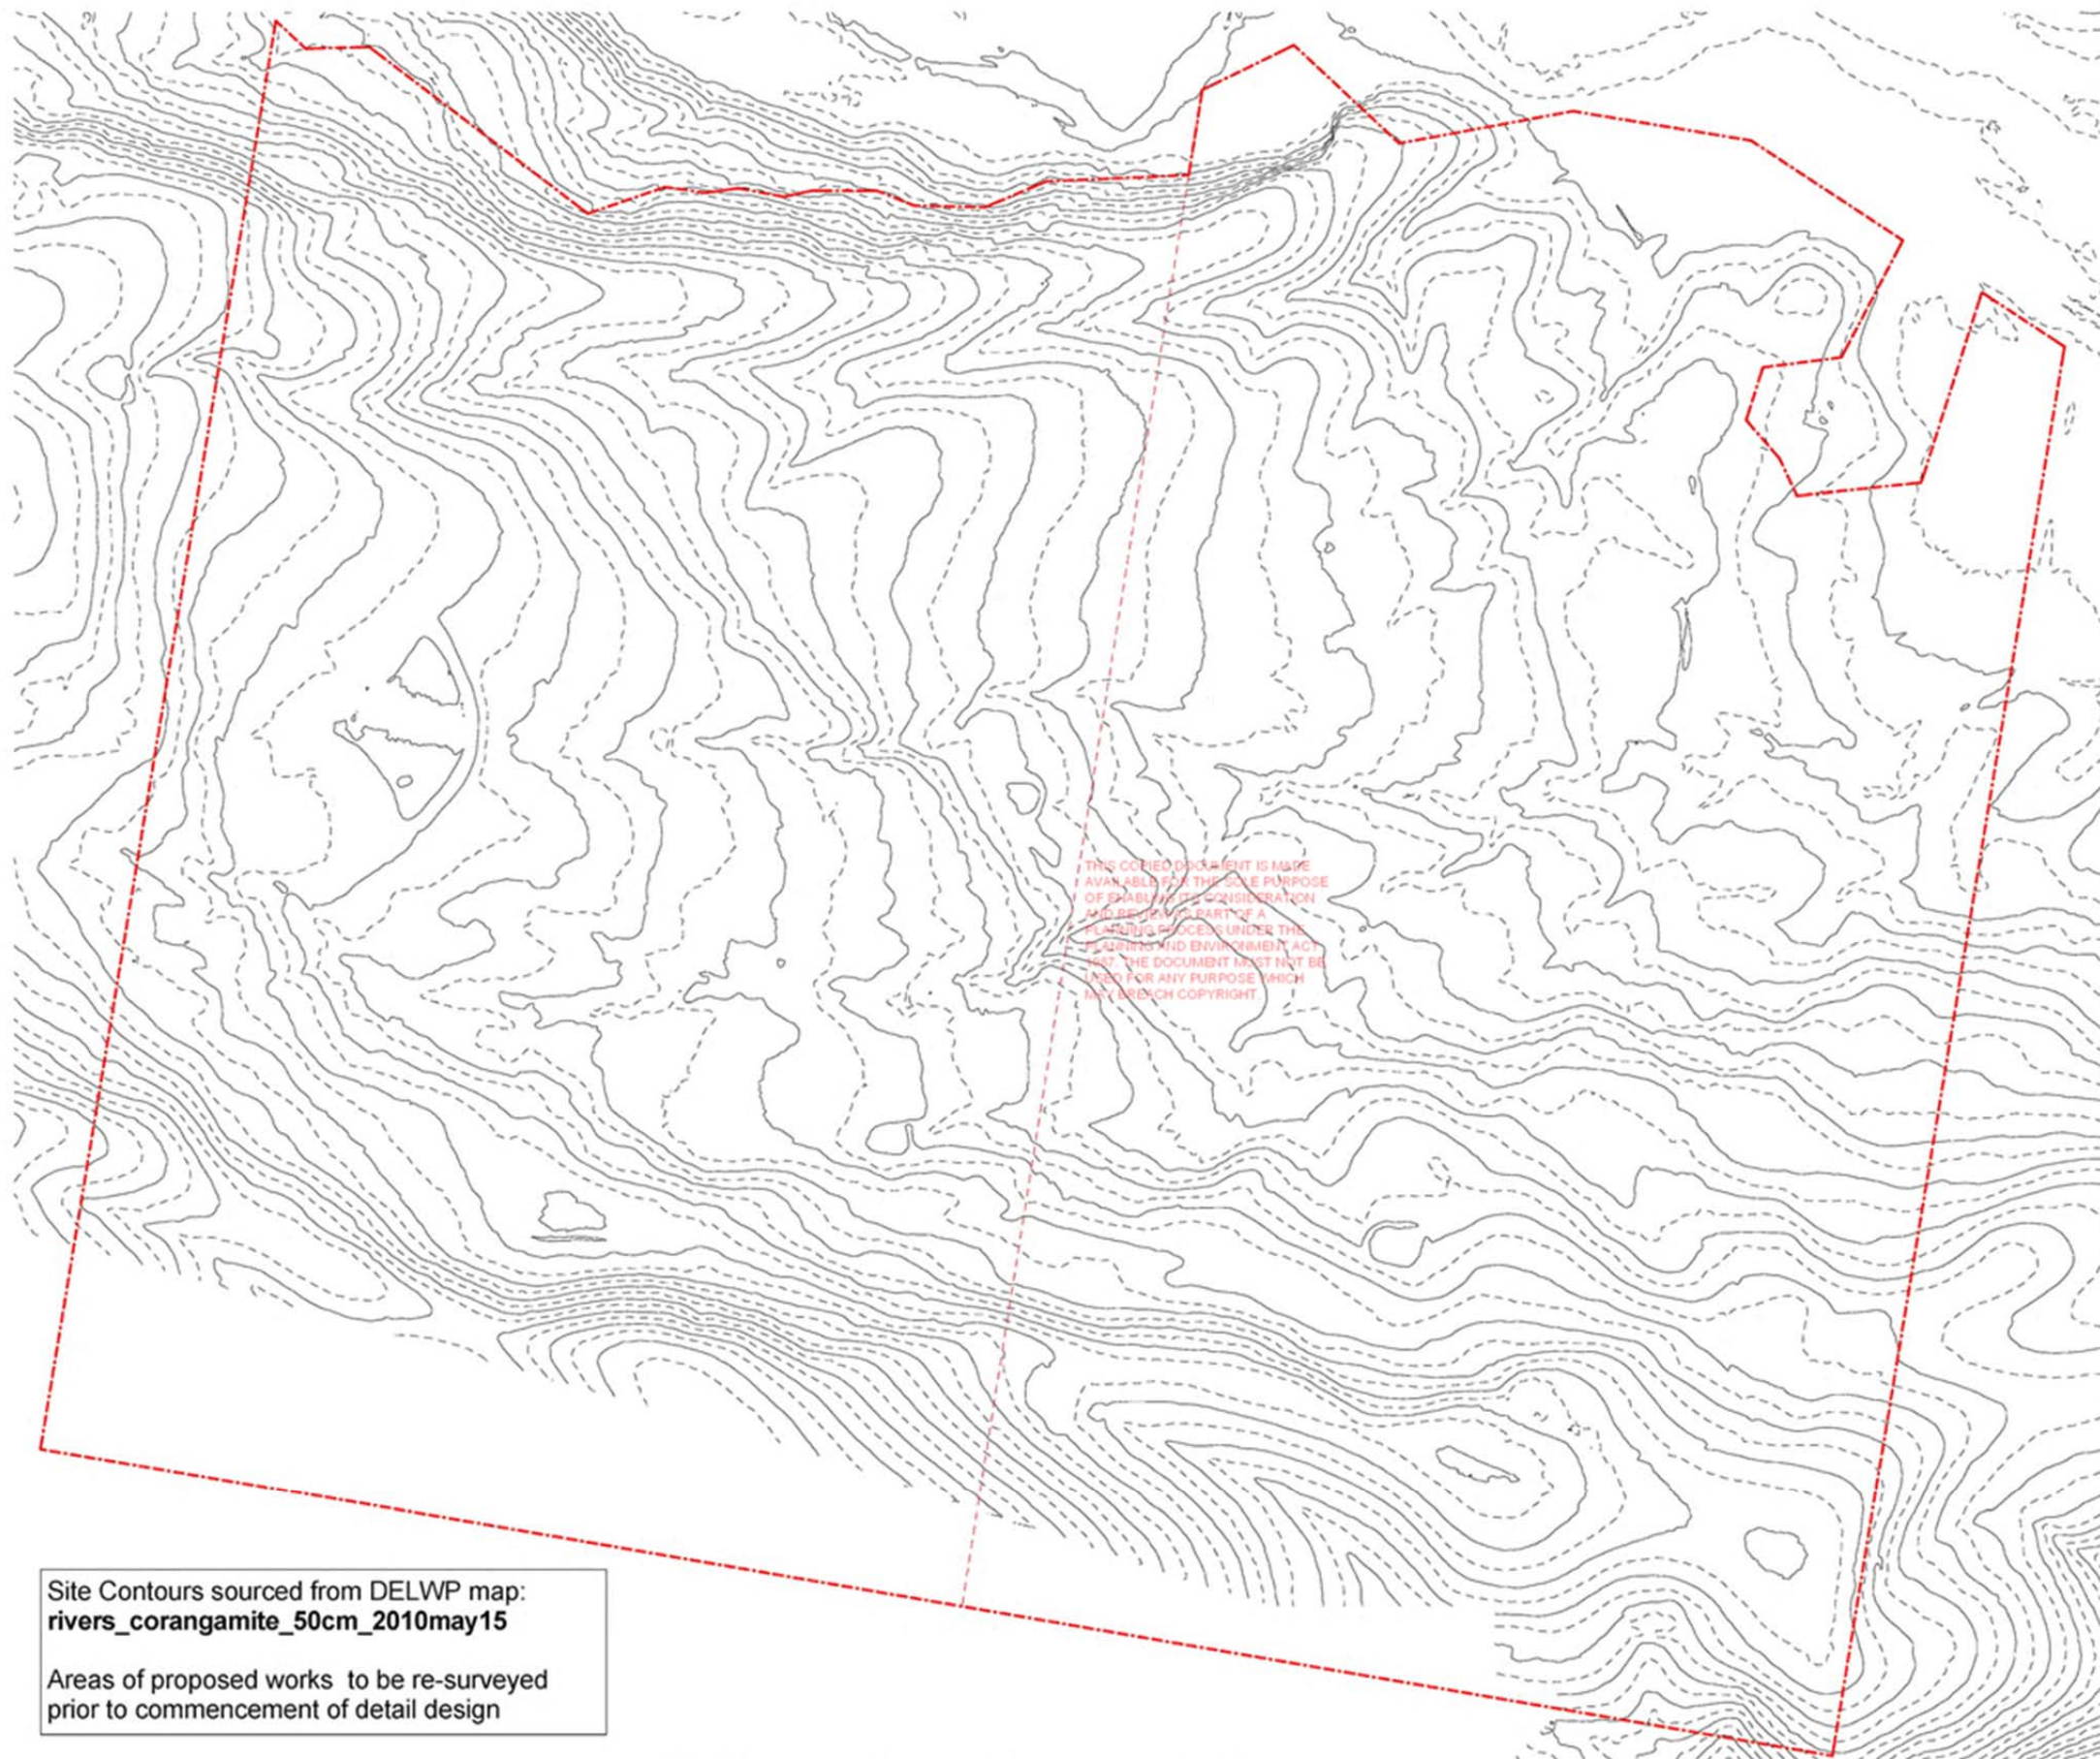 THIS COPIED DOCUMENT IS MADE
AVAILABLE FOR THE SOLE PURPOSE
OF ENABLING ITS CONSIDERATION
AND REVIEW AS PART OF A
PLANNING PROCESS UNDER THE
PLANNING AND ENVIRONMENT ACT
1987. THE DOCUMENT MUST NOT BE
USED FOR ANY PURPOSE WHICH
MAY BREACH COPYRIGHT
Site Contours sourced from DELWP map:
rivers_corangamite_50cm_2010may15
Areas of proposed works to be re-surveyed
prior to commencement of detail design